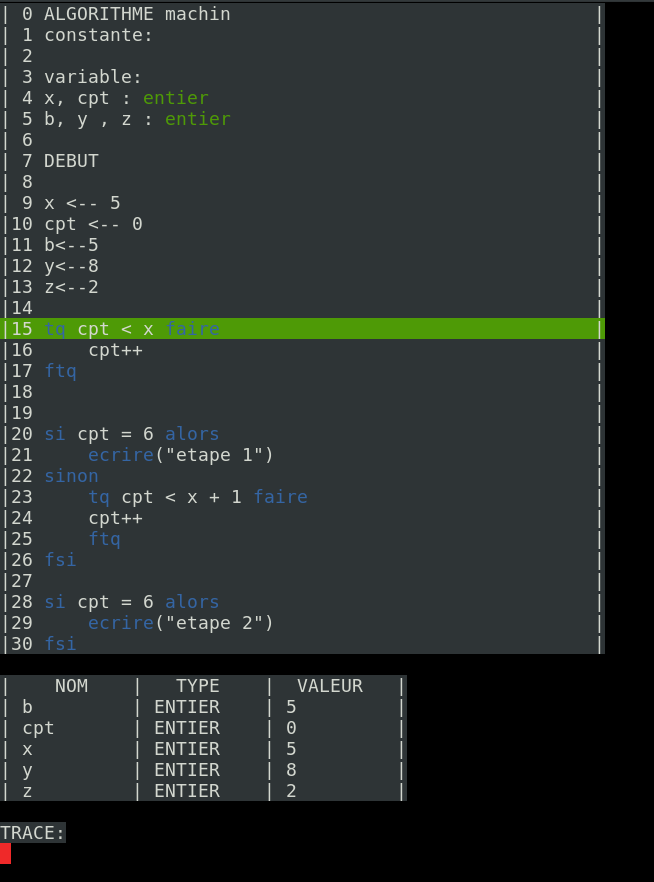 | 0 ALGORITHME machin |
| 1 constante: |
| 2 |
| 3 variable: |
| 4 x, cpt : entier |
| 5 b, y , z : entier |
| 6 |
| 7 DEBUT |
| 8 |
| 9 x <-- 5 |
|10 cpt <-- 0 |
|11 b<--5 |
|12 y<--8 |
|13 z<--2 |
|14 |
|15 tq cpt < x faire |
|16     cpt++ |
|17 ftq |
|18 |
|19 |
|20 si cpt = 6 alors |
|21     ecrire("etape 1") |
|22 sinon |
|23     tq cpt < x + 1 faire |
|24     cpt++ |
|25     ftq |
|26 fsi |
|27 |
|28 si cpt = 6 alors |
|29     ecrire("etape 2") |
|30 fsi |
| NOM | TYPE | VALEUR |
| b | ENTIER | 5 |
| cpt | ENTIER | 0 |
| x | ENTIER | 5 |
| y | ENTIER | 8 |
| z | ENTIER | 2 |
TRACE: